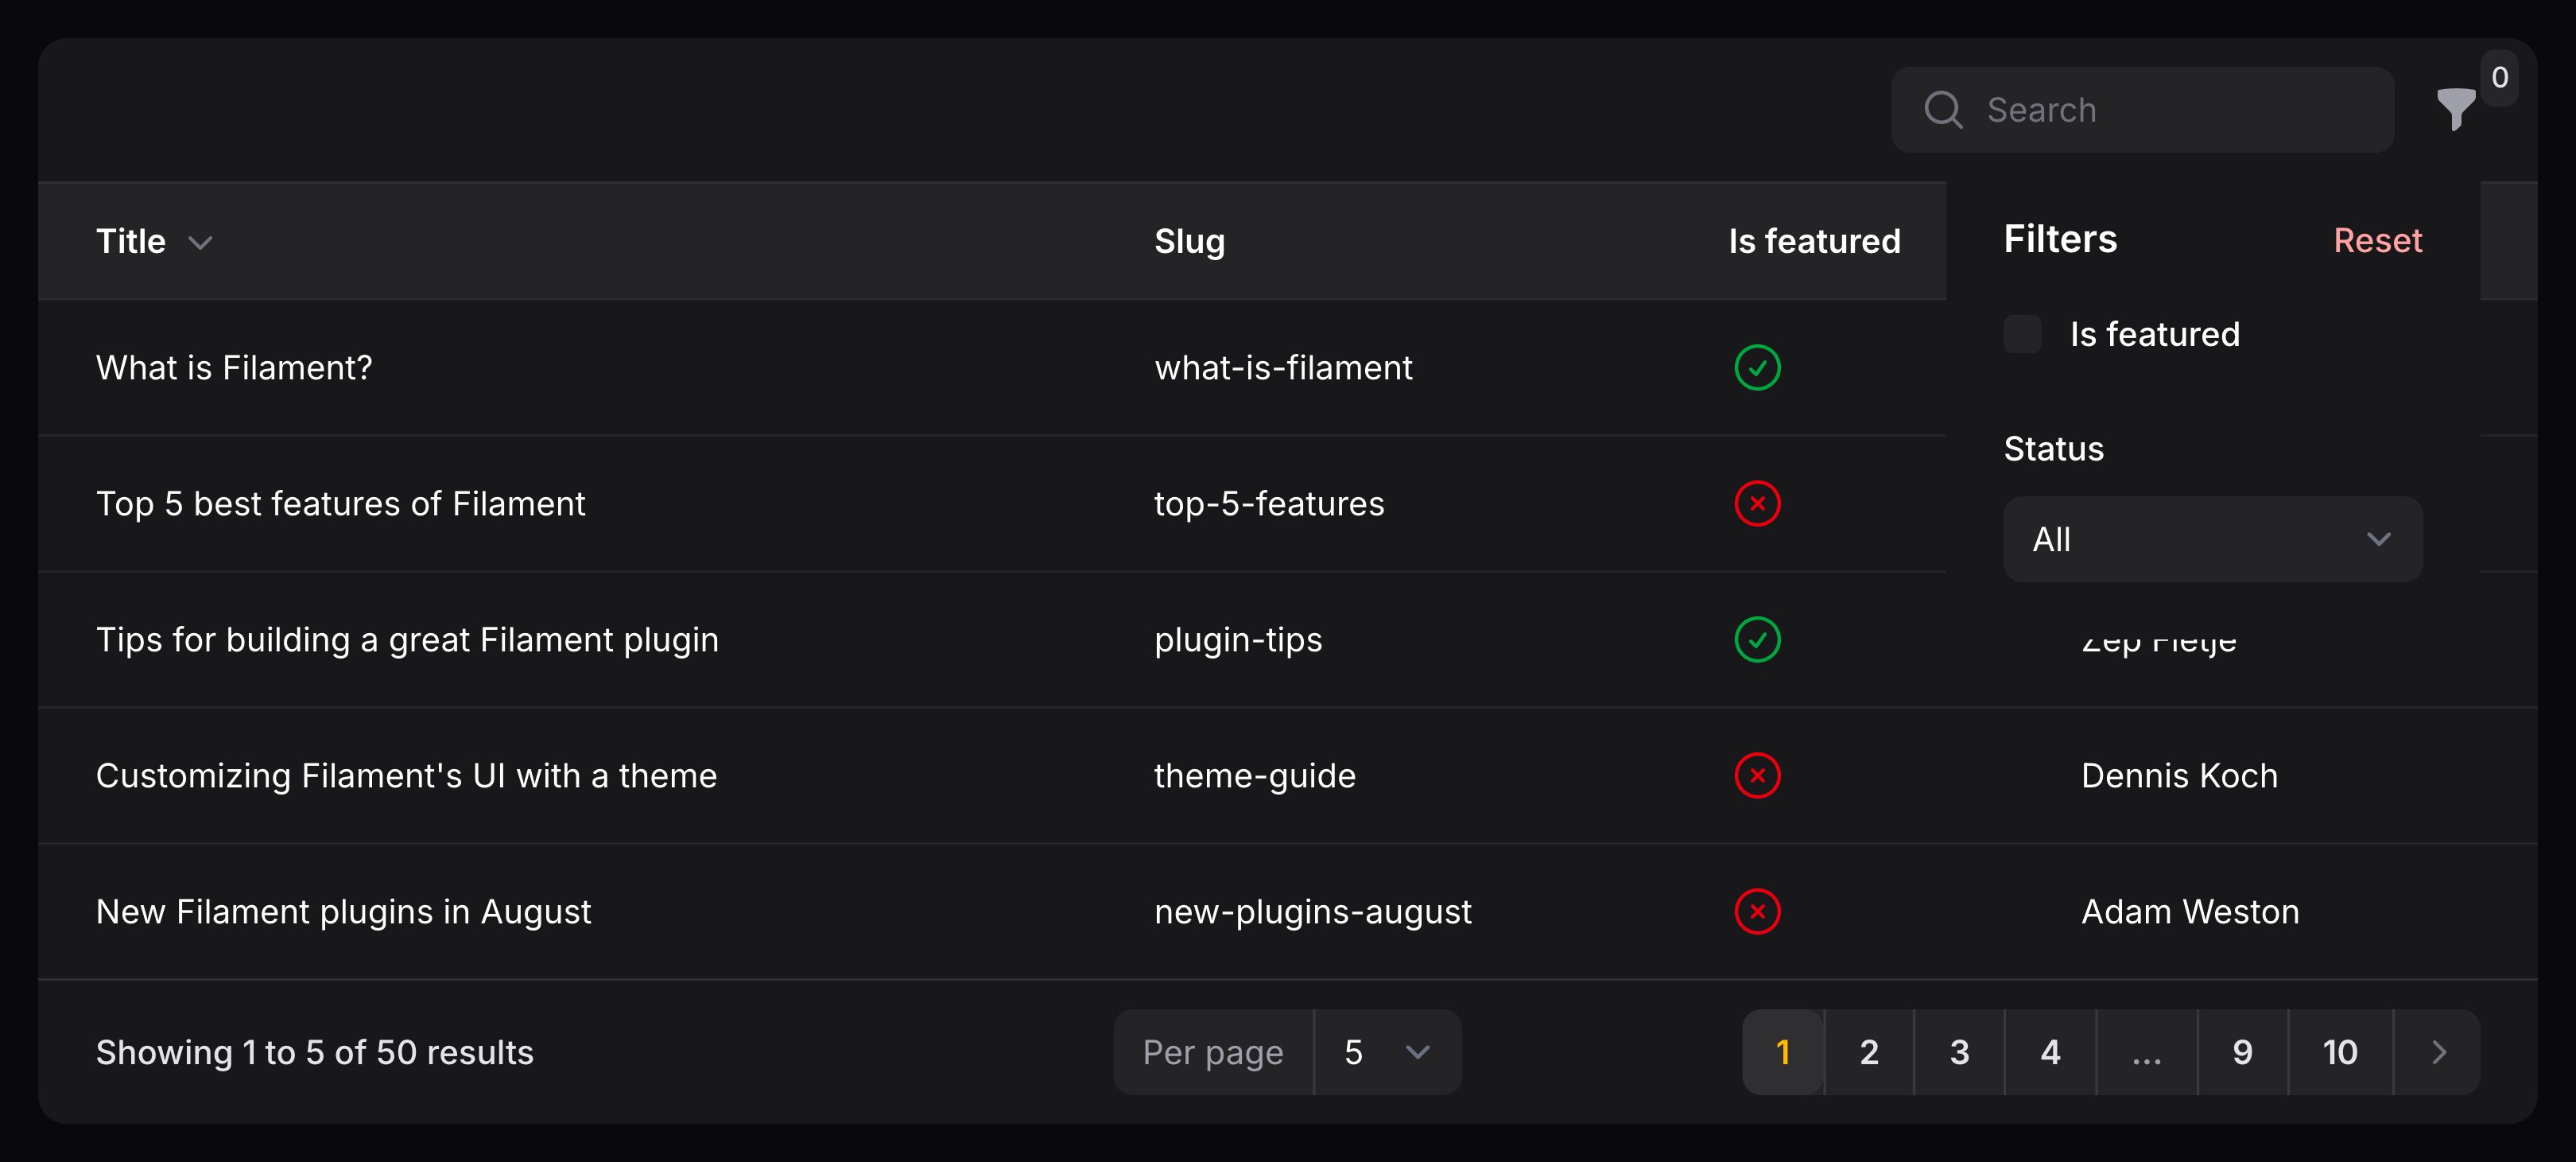 Search
0
Title
Slug
Is featured
Filters
Reset
Is featured
What is Filament?
what-is-filament
Status
Top 5 best features of Filament
top-5-features
All
Tips for building a great Filament plugin
plugin-tips
Customizing Filament's UI with a theme
theme-guide
Dennis Koch
New Filament plugins in August
new-plugins-august
Adam Weston
Showing 1 to 5 of 50 results
Per page
5
1
2
3
4
...
9
10